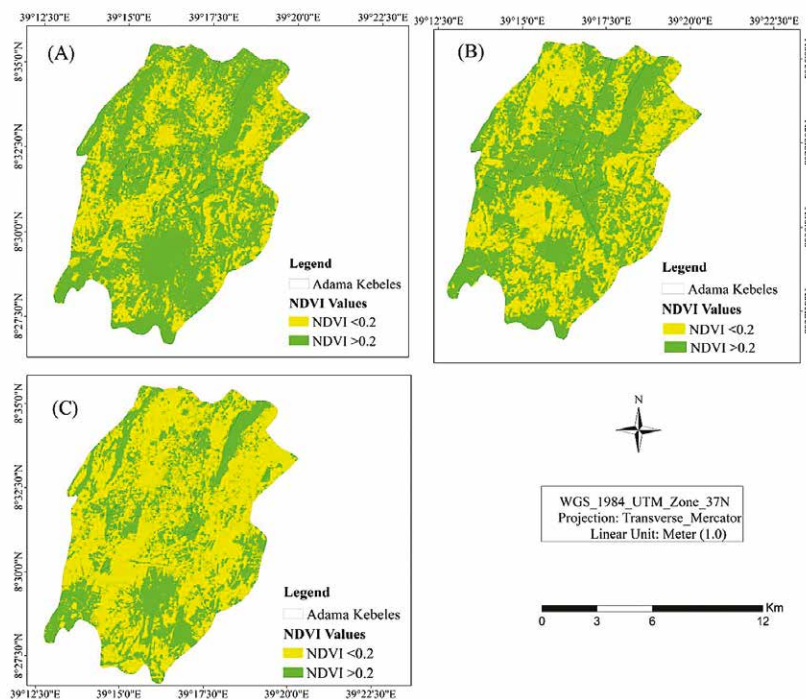 39°12'30"E 39°15'0"E 39°17'30"E 39°20'0"E 39°22'30"E
39°12'30"E 39°15'0"E 39°17'30"E 39°20'0"E 39°22'30"E
(A)
8°35'0"N
8°32'30"N
8°30'0"N
8°27'30"N
Legend
Adama Kebeles
NDVI Values
NDVI <0.2
NDVI >0.2
(B)
Legend
Adama Kebeles
NDVI Values
NDVI <0.2
NDVI >0.2
(C)
8°35'0"N
8°32'30"N
8°30'0"N
8°27'30"N
Legend
Adama Kebeles
NDVI Values
NDVI <0.2
NDVI >0.2
39°12'30"E 39°15'0"E 39°17'30"E 39°20'0"E 39°22'30"E
N
WGS_1984_UTM_Zone_37N
Projection: Transverse_Mercator
Linear Unit: Meter (1.0)
Km
0 3 6 12